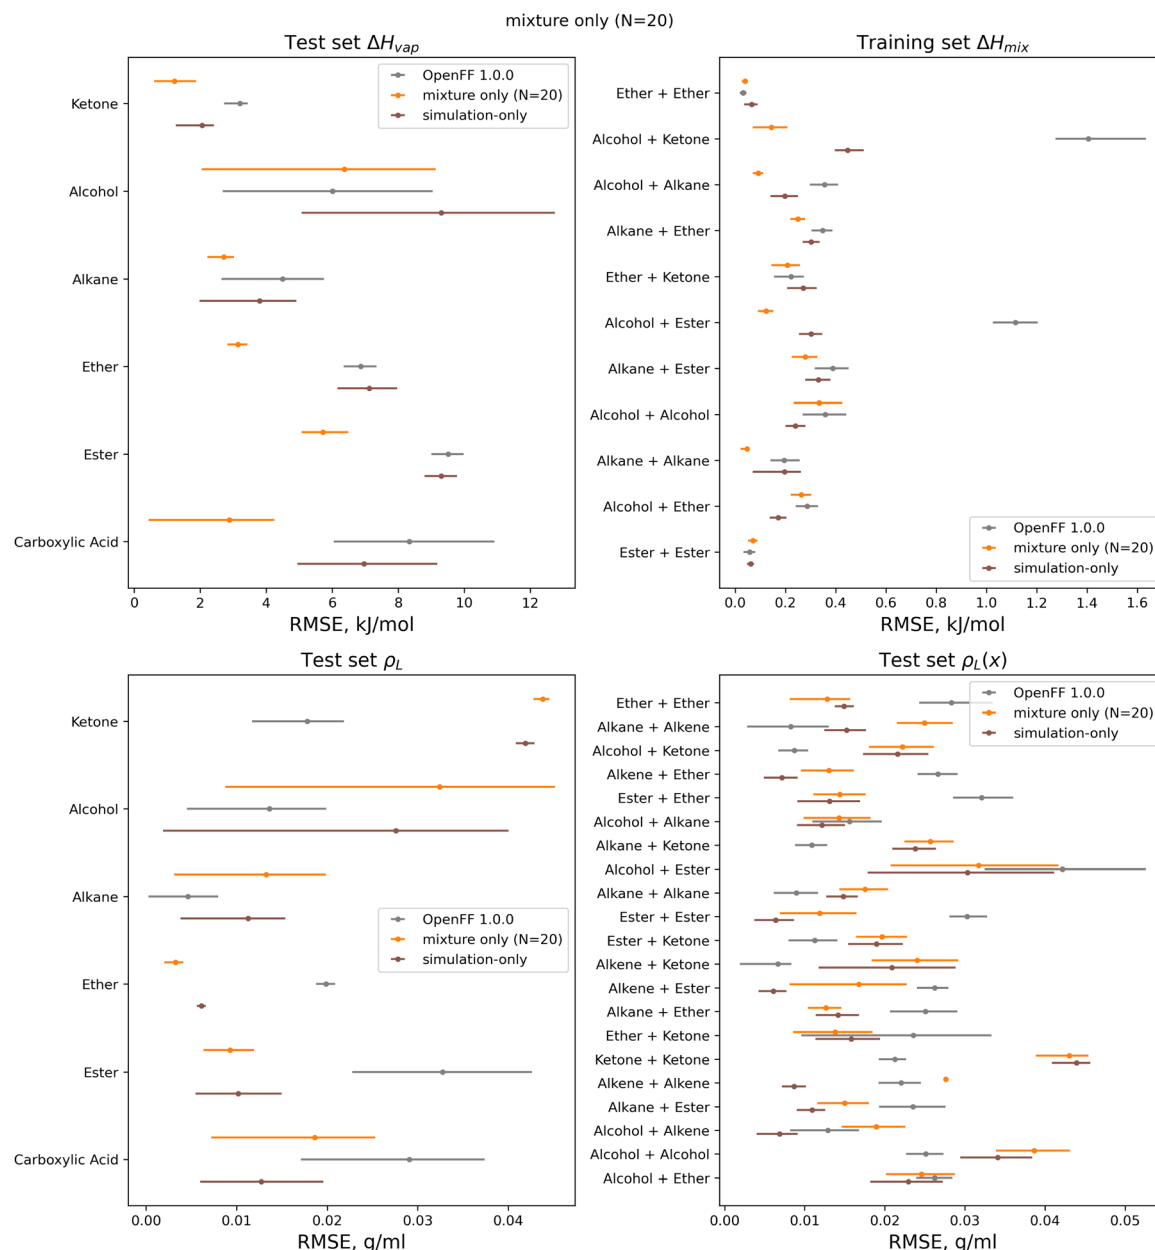 mixture only (N=20)
Test set ΔH_vap
OpenFF 1.0.0
mixture only (N=20)
simulation-only
Ketone
Alcohol
Alkane
Ether
Ester
Carboxylic Acid
0 2 4 6 8 10 12
RMSE, kJ/mol
Training set ΔH_mix
Ether + Ether
Alcohol + Ketone
Alcohol + Alkane
Alkane + Ether
Ether + Ketone
Alcohol + Ester
Alkane + Ester
Alcohol + Alcohol
Alkane + Alkane
Alcohol + Ether
Ester + Ester
OpenFF 1.0.0
mixture only (N=20)
simulation-only
0.0 0.2 0.4 0.6 0.8 1.0 1.2 1.4 1.6
RMSE, kJ/mol
Test set ρ_L
Ketone
Alcohol
Alkane
Ether
Ester
Carboxylic Acid
OpenFF 1.0.0
mixture only (N=20)
simulation-only
0.00 0.01 0.02 0.03 0.04
RMSE, g/ml
Test set ρ_L(x)
OpenFF 1.0.0
mixture only (N=20)
simulation-only
Ether + Ether
Alkane + Alkene
Alcohol + Ketone
Alkene + Ether
Ester + Ether
Alcohol + Alkane
Alkane + Ketone
Alcohol + Ester
Alkane + Alkane
Ester + Ester
Ester + Ketone
Alkene + Ketone
Alkene + Ester
Alkane + Ether
Ether + Ketone
Ketone + Ketone
Alkene + Alkene
Alkane + Ester
Alcohol + Alkene
Alcohol + Alcohol
Alcohol + Ether
0.00 0.01 0.02 0.03 0.04 0.05
RMSE, g/ml